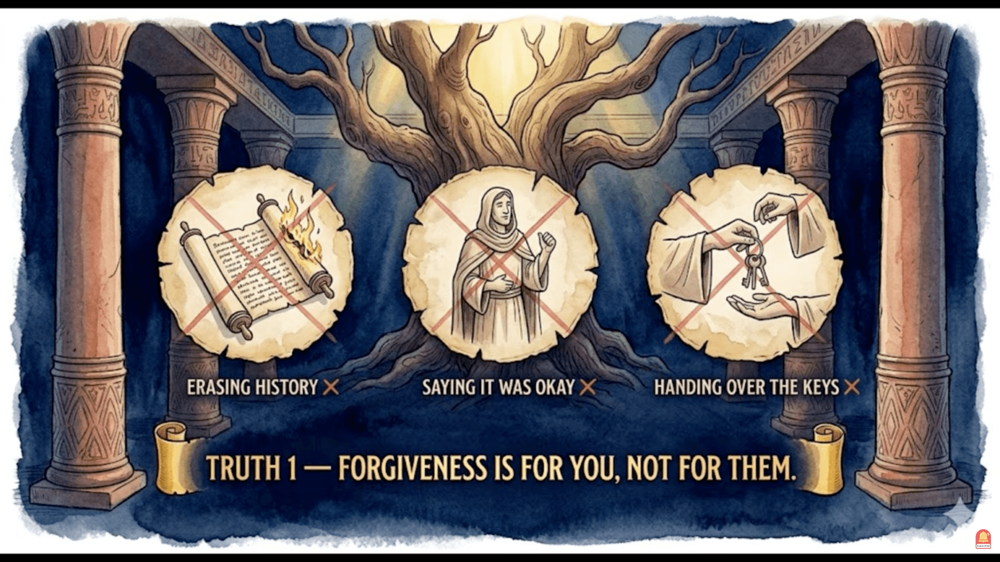 ERASING HISTORY ✕
SAYING IT WAS OKAY ✕
HANDING OVER THE KEYS ✕
TRUTH 1 — FORGIVENESS IS FOR YOU, NOT FOR THEM.
SUBSCRIBE